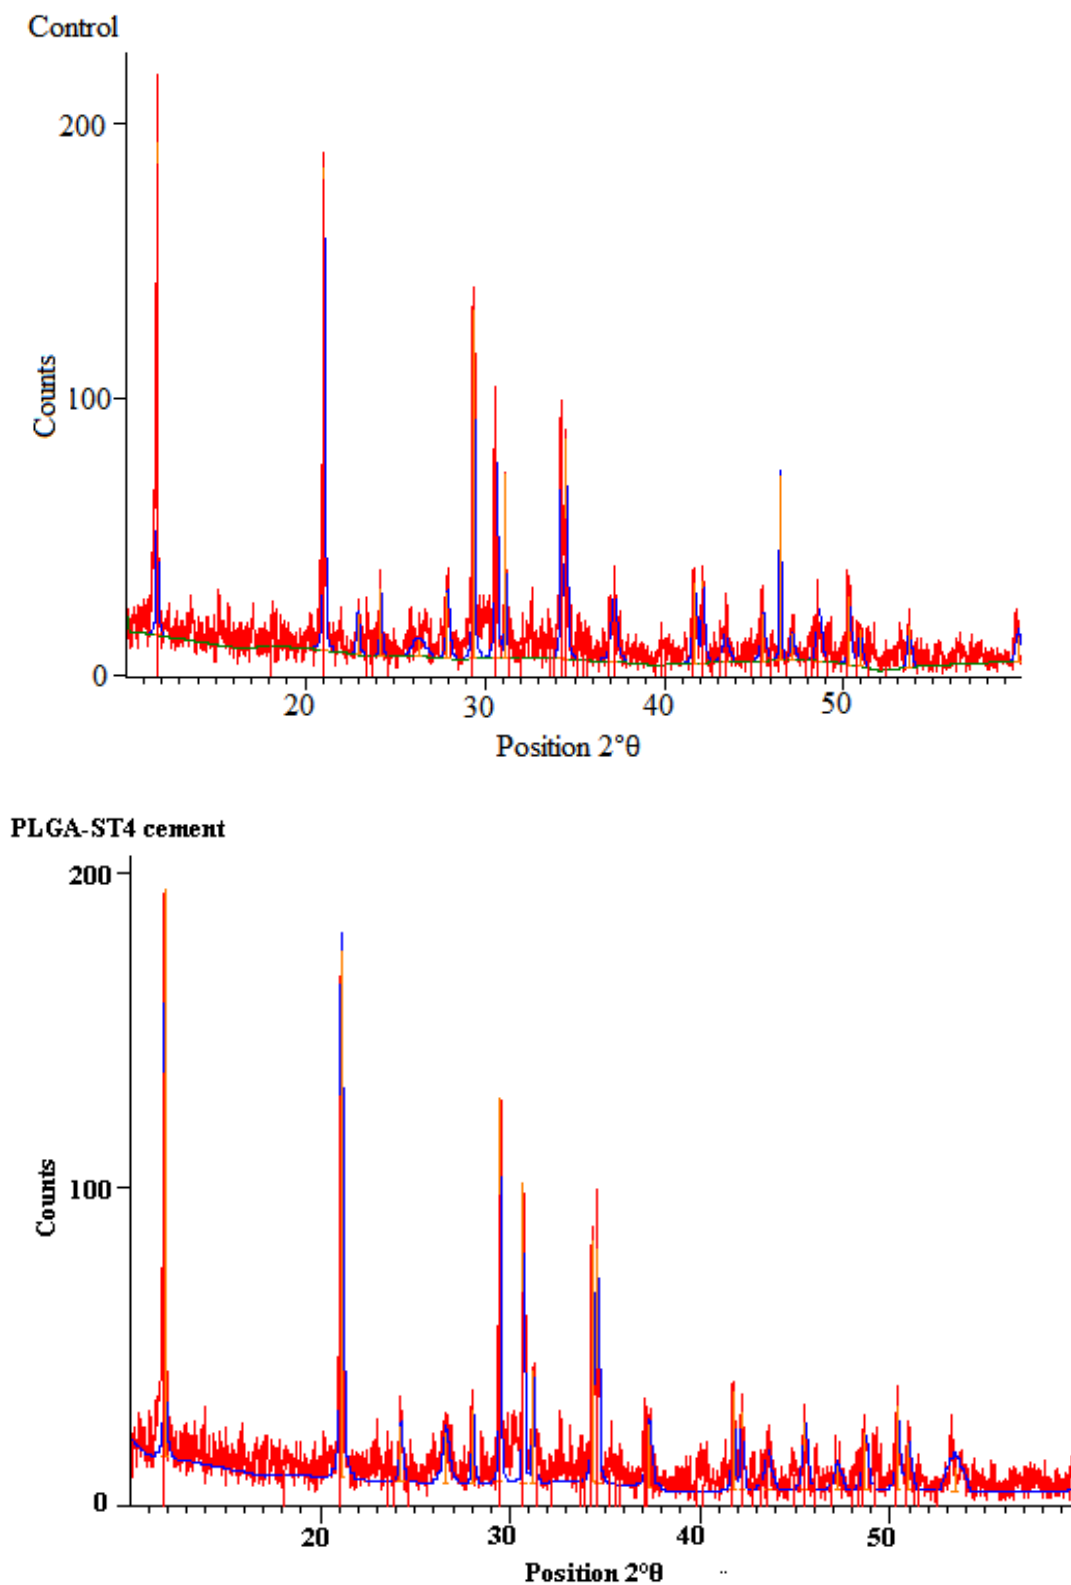 Control
200
100
0
Counts
20 30 40 50
Position 2°θ
PLGA-ST4 cement
200
100
0
Counts
20 30 40 50
Position 2°θ ..